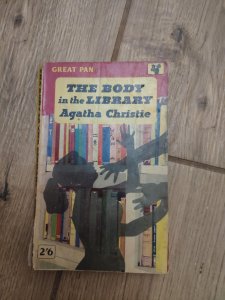 GREAT PAN
THE BODY
in the LIBRARY
Agatha Christie
2'6